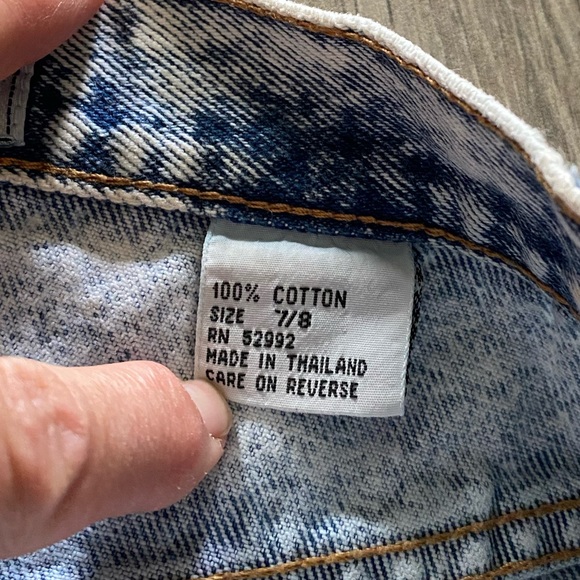 100% COTTON
SIZE 7/8
RN 52992
MADE IN THAILAND
CARE ON REVERSE